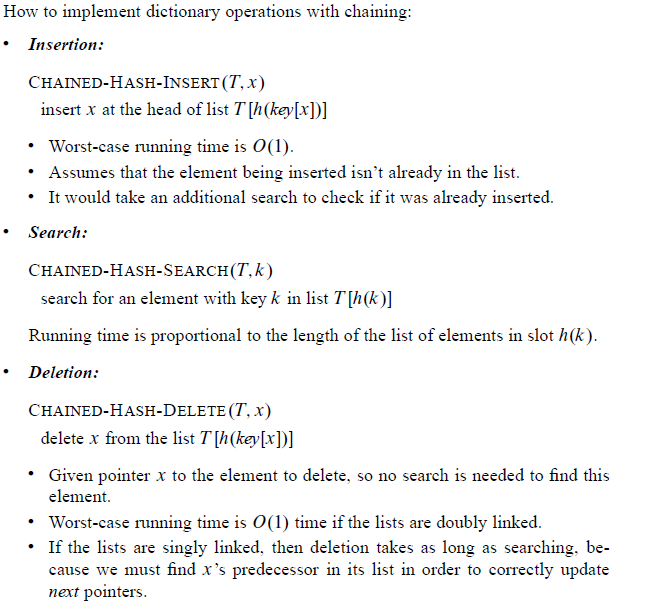 How to implement dictionary operations with chaining:
• Insertion:
CHAINED-HASH-INSERT(T, x)
insert x at the head of list T[h(key[x])]
• Worst-case running time is O(1).
• Assumes that the element being inserted isn't already in the list.
• It would take an additional search to check if it was already inserted.
• Search:
CHAINED-HASH-SEARCH(T, k)
search for an element with key k in list T[h(k)]
Running time is proportional to the length of the list of elements in slot h(k).
• Deletion:
CHAINED-HASH-DELETE(T, x)
delete x from the list T[h(key[x])]
• Given pointer x to the element to delete, so no search is needed to find this
element.
• Worst-case running time is O(1) time if the lists are doubly linked.
• If the lists are singly linked, then deletion takes as long as searching, be-
cause we must find x's predecessor in its list in order to correctly update
next pointers.